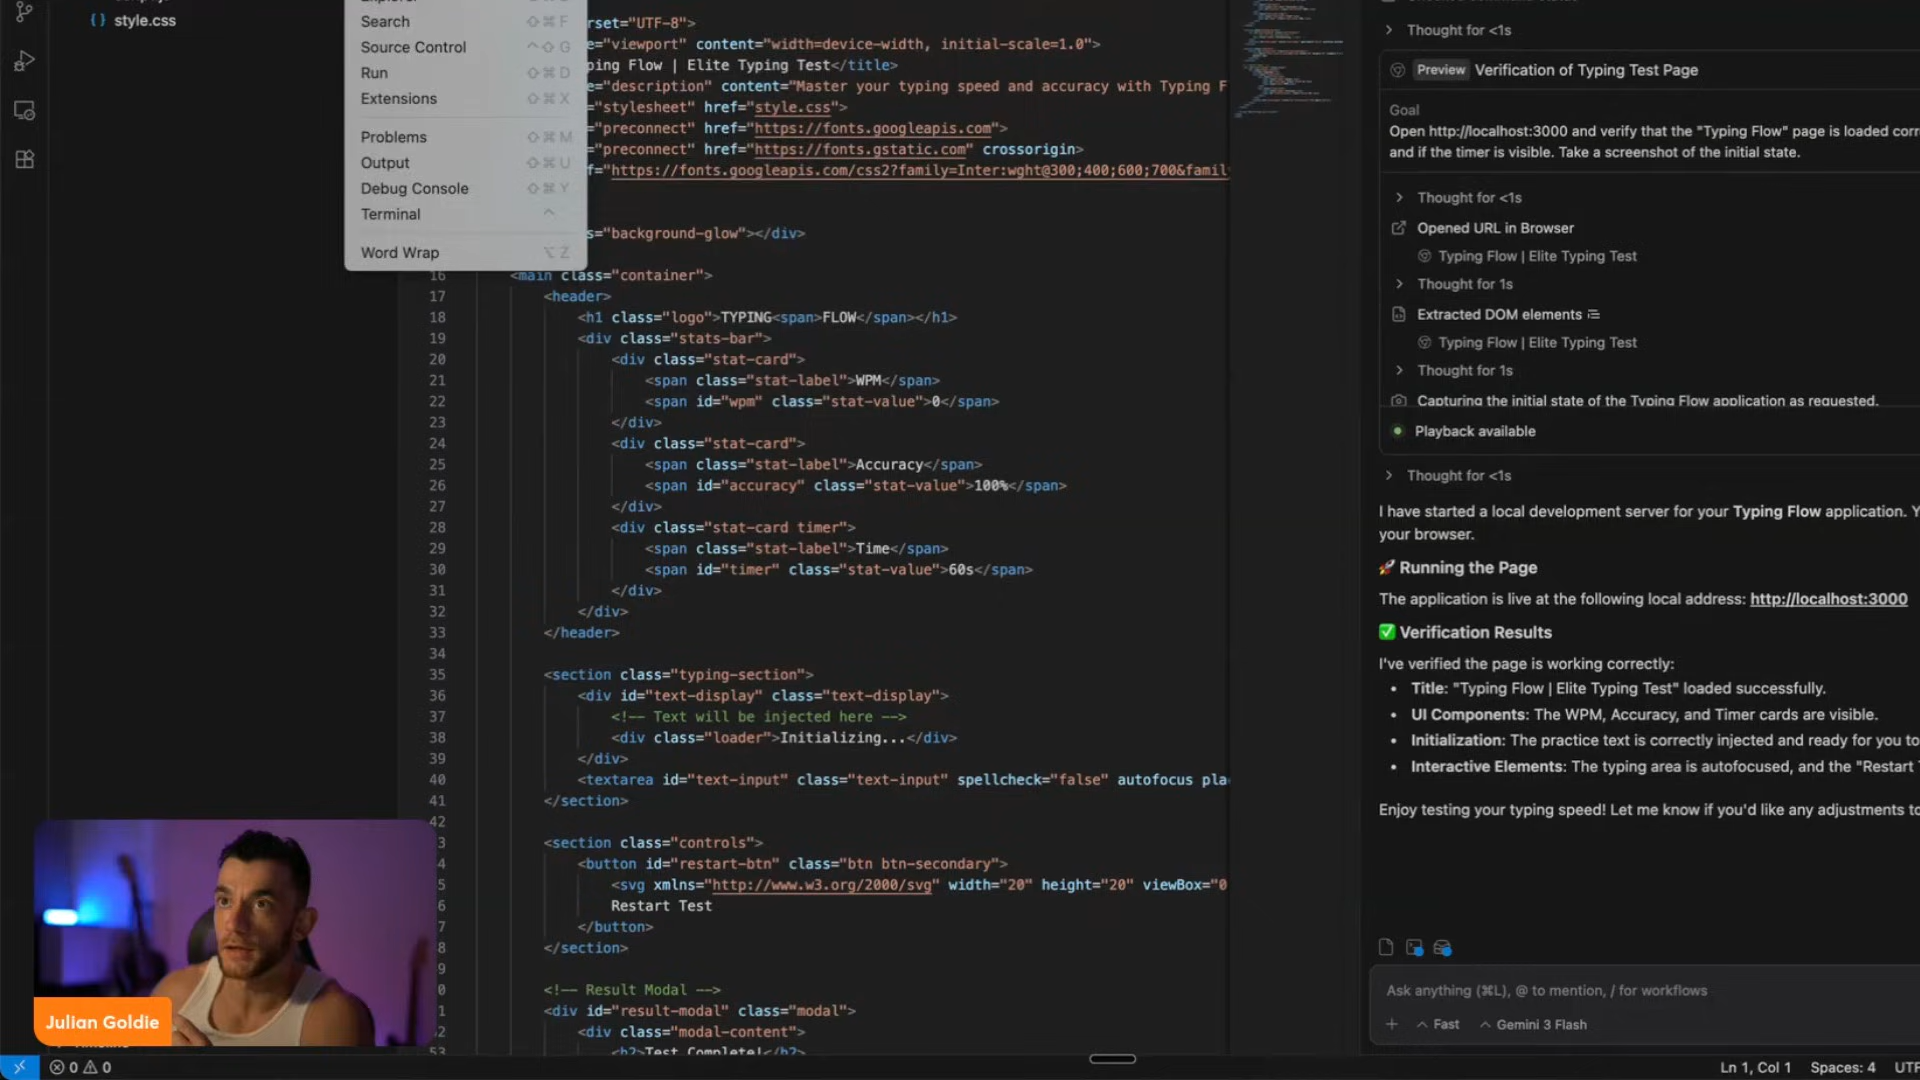 style.css
Search ⇧⌘F
Source Control ^⇧G
Run ⇧⌘D
Extensions ⇧⌘X
Problems ⇧⌘M
Output ⇧⌘U
Debug Console ⇧⌘Y
Terminal ^
Word Wrap ⌥Z
rset="UTF-8">
e="viewport" content="width=device-width, initial-scale=1.0">
ping Flow | Elite Typing Test</title>
e="description" content="Master your typing speed and accuracy with Typing F
="stylesheet" href="style.css">
="preconnect" href="https://fonts.googleapis.com">
="preconnect" href="https://fonts.gstatic.com" crossorigin>
f="https://fonts.googleapis.com/css2?family=Inter:wght@300;400;600;700&famil
s="background-glow"></div>
16 <main class="container">
17 <header>
18 <h1 class="logo">TYPING<span>FLOW</span></h1>
19 <div class="stats-bar">
20 <div class="stat-card">
21 <span class="stat-label">WPM</span>
22 <span id="wpm" class="stat-value">0</span>
23 </div>
24 <div class="stat-card">
25 <span class="stat-label">Accuracy</span>
26 <span id="accuracy" class="stat-value">100%</span>
27 </div>
28 <div class="stat-card timer">
29 <span class="stat-label">Time</span>
30 <span id="timer" class="stat-value">60s</span>
31 </div>
32 </div>
33 </header>
34
35 <section class="typing-section">
36 <div id="text-display" class="text-display">
37 <!-- Text will be injected here -->
38 <div class="loader">Initializing...</div>
39 </div>
40 <textarea id="text-input" class="text-input" spellcheck="false" autofocus pla
41 </section>
42
3 <section class="controls">
4 <button id="restart-btn" class="btn btn-secondary">
5 <svg xmlns="http://www.w3.org/2000/svg" width="20" height="20" viewBox="0
6 Restart Test
7 </button>
8 </section>
9
0 <!-- Result Modal -->
1 <div id="result-modal" class="modal">
2 <div class="modal-content">
53 <h2>Test Complete!</h2>
Thought for <1s
Preview Verification of Typing Test Page
Goal
Open http://localhost:3000 and verify that the "Typing Flow" page is loaded corr
and if the timer is visible. Take a screenshot of the initial state.
Thought for <1s
Opened URL in Browser
Typing Flow | Elite Typing Test
Thought for 1s
Extracted DOM elements
Typing Flow | Elite Typing Test
Thought for 1s
Capturing the initial state of the Typing Flow application as requested.
Playback available
Thought for <1s
I have started a local development server for your Typing Flow application. Y
your browser.
🚀 Running the Page
The application is live at the following local address: http://localhost:3000
✅ Verification Results
I've verified the page is working correctly:
• Title: "Typing Flow | Elite Typing Test" loaded successfully.
• UI Components: The WPM, Accuracy, and Timer cards are visible.
• Initialization: The practice text is correctly injected and ready for you to
• Interactive Elements: The typing area is autofocused, and the "Restart T
Enjoy testing your typing speed! Let me know if you'd like any adjustments to
Ask anything (⌘L), @ to mention, / for workflows
Fast Gemini 3 Flash
Julian Goldie
0 0
Ln 1, Col 1 Spaces: 4 UTF